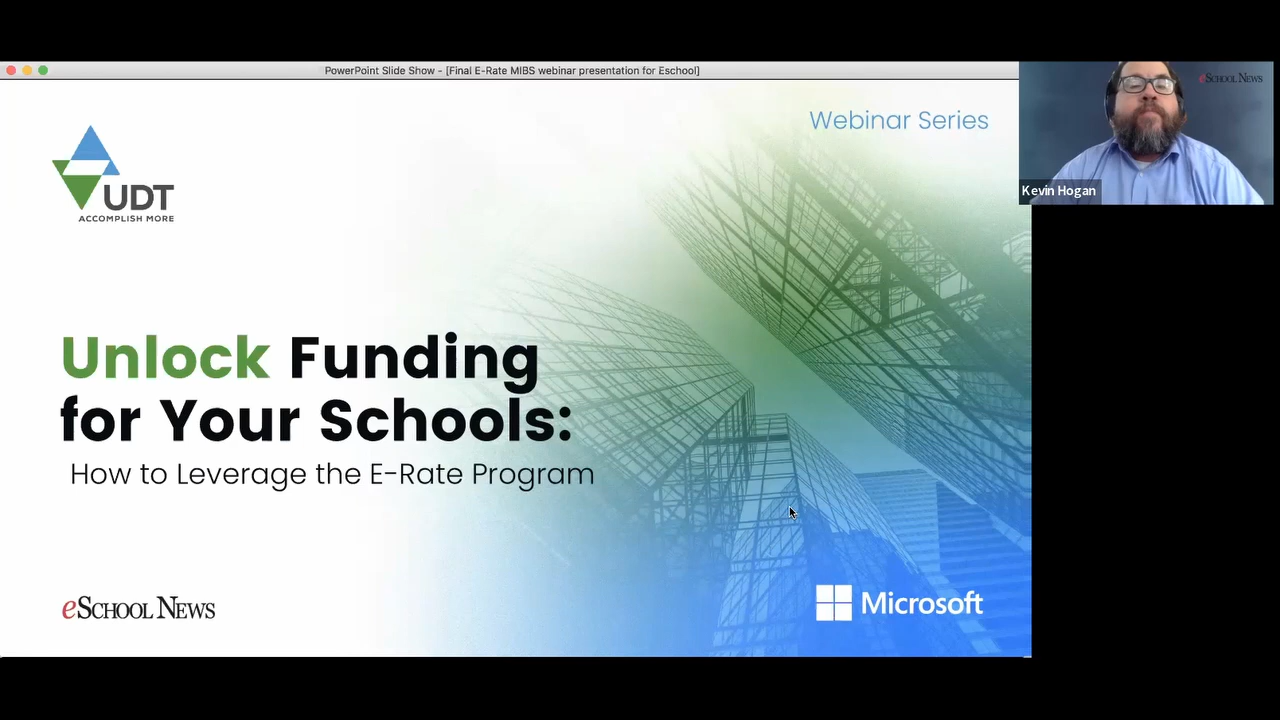 PowerPoint Slide Show - [Final E-Rate MIBS webinar presentation for Eschool]
Webinar Series
eSCHOOL NEWS
Kevin Hogan
UDT
ACCOMPLISH MORE
Unlock Funding
for Your Schools:
How to Leverage the E-Rate Program
eSCHOOL NEWS
Microsoft